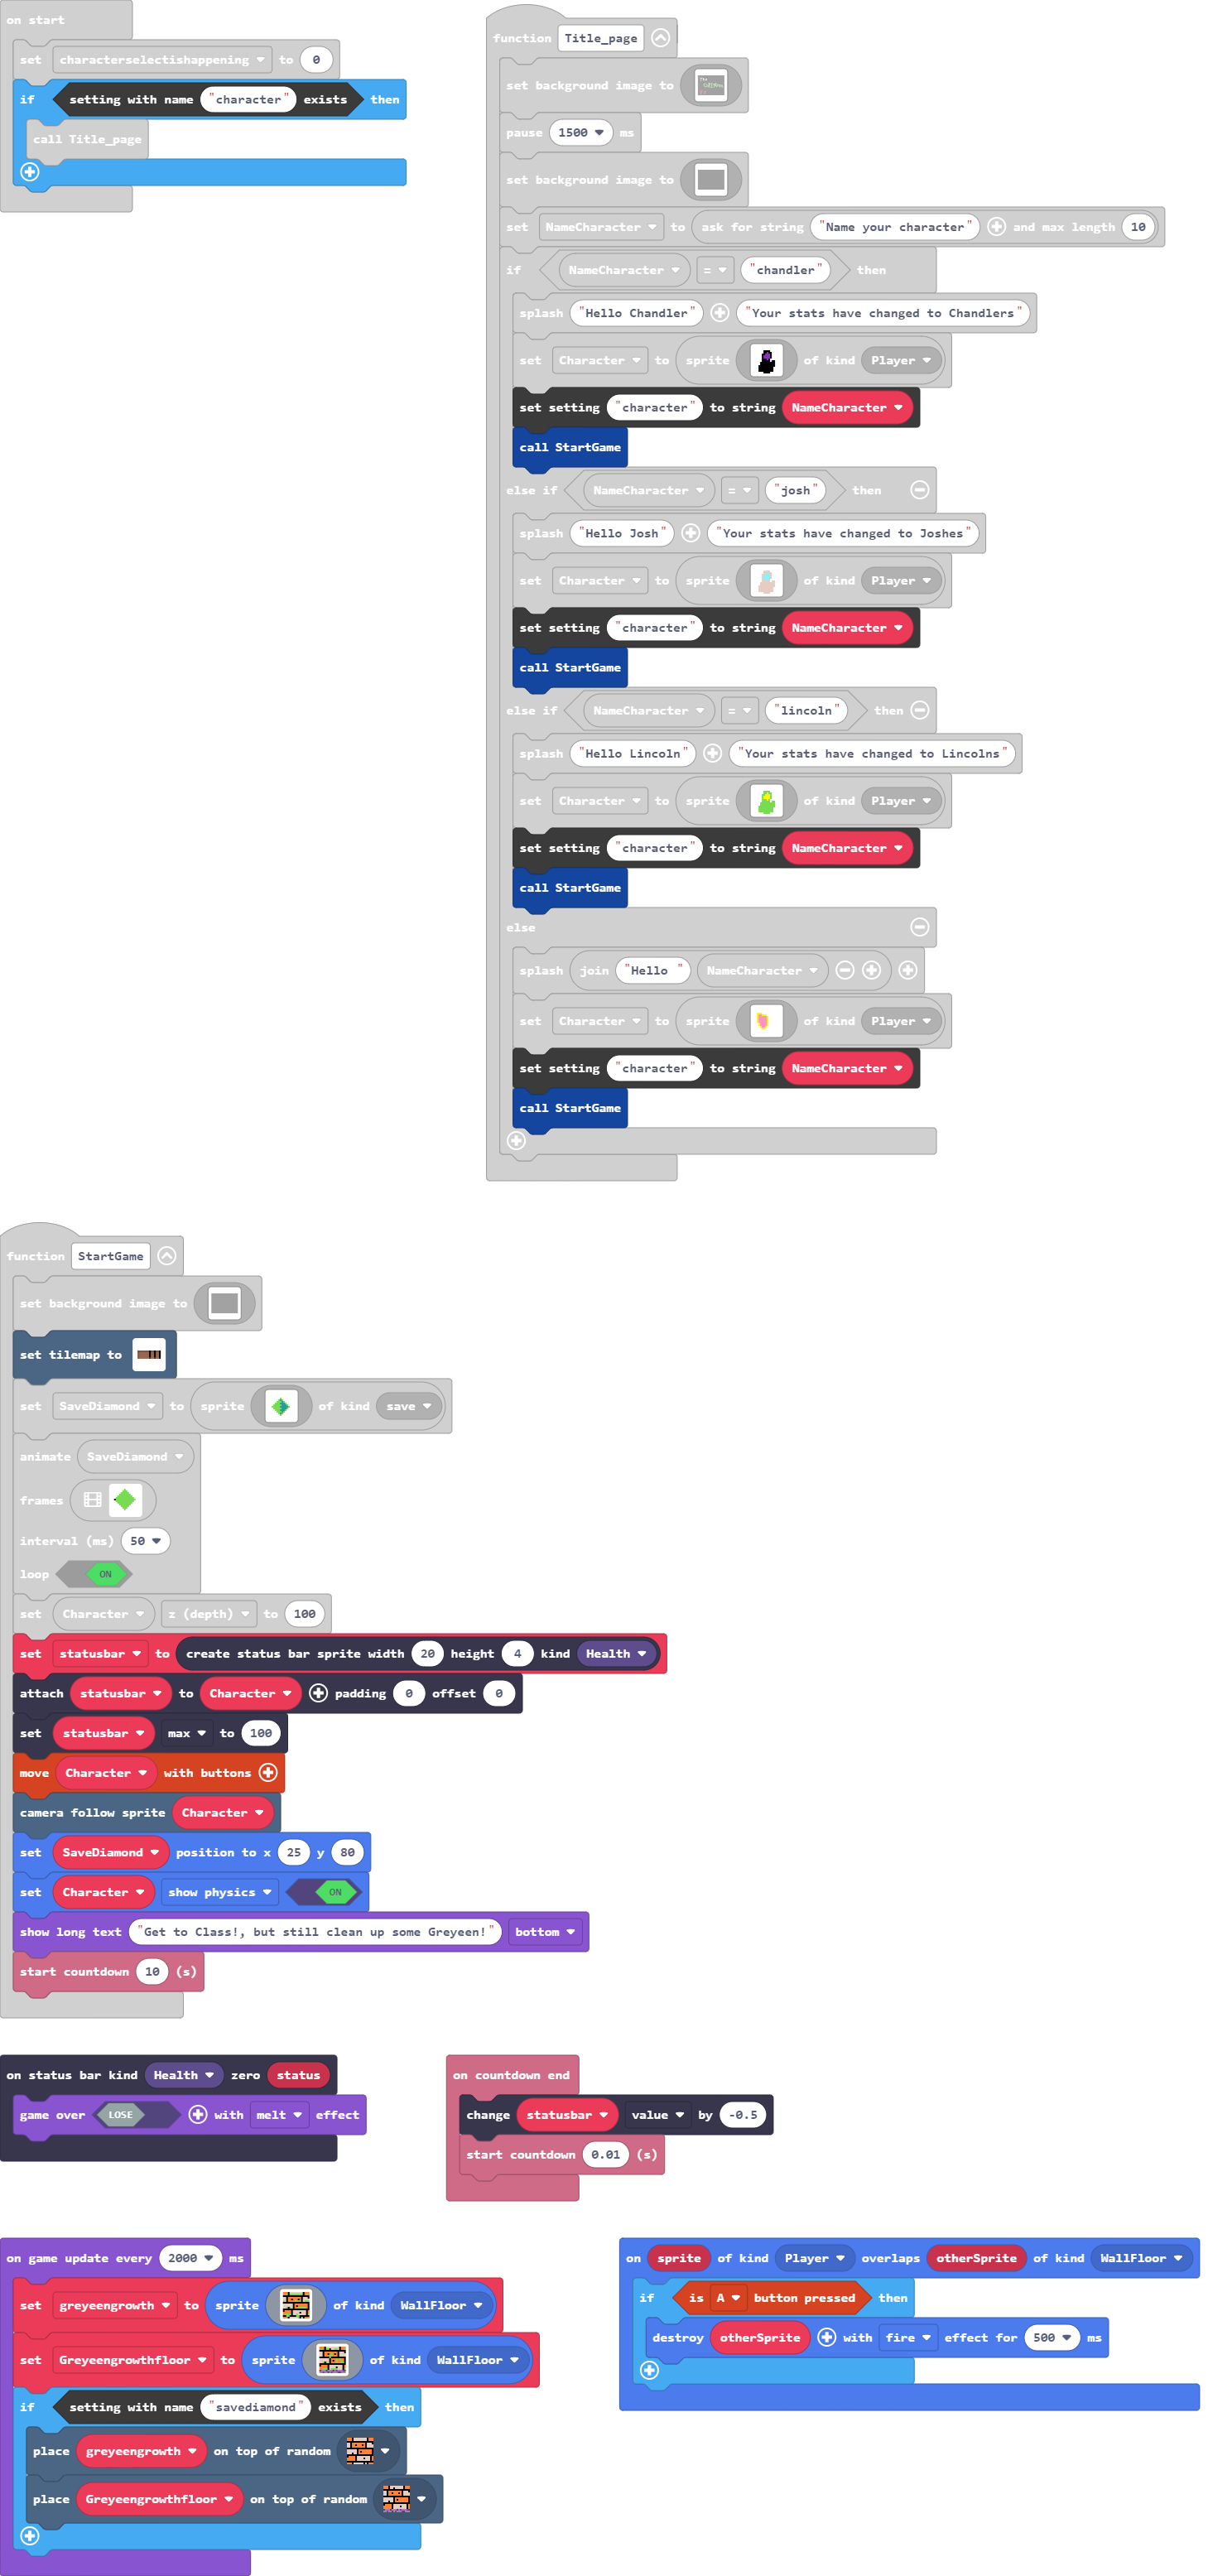 on start
set characterselectishappening to 0
if setting with name "character" exists then
call Title_page
function Title_page
set background image to
pause 1500 ms
set background image to
set NameCharacter to ask for string "Name your character" and max length 10
if NameCharacter = "chandler" then
splash "Hello Chandler" "Your stats have changed to Chandlers"
set Character to sprite of kind Player
set setting "character" to string NameCharacter
call StartGame
else if NameCharacter = "josh" then
splash "Hello Josh" "Your stats have changed to Joshes"
set Character to sprite of kind Player
set setting "character" to string NameCharacter
call StartGame
else if NameCharacter = "lincoln" then
splash "Hello Lincoln" "Your stats have changed to Lincolns"
set Character to sprite of kind Player
set setting "character" to string NameCharacter
call StartGame
else
splash join "Hello " NameCharacter
set Character to sprite of kind Player
set setting "character" to string NameCharacter
call StartGame
function StartGame
set background image to
set tilemap to
set SaveDiamond to sprite of kind save
animate SaveDiamond
frames
interval (ms) 50
loop ON
set Character z (depth) to 100
set statusbar to create status bar sprite width 20 height 4 kind Health
attach statusbar to Character padding 0 offset 0
set statusbar max to 100
move Character with buttons
camera follow sprite Character
set SaveDiamond position to x 25 y 80
set Character show physics ON
show long text "Get to Class!, but still clean up some Greyeen!" bottom
start countdown 10 (s)
on status bar kind Health zero status
game over LOSE with melt effect
on countdown end
change statusbar value by -0.5
start countdown 0.01 (s)
on game update every 2000 ms
set greyeengrowth to sprite of kind WallFloor
set Greyeengrowthfloor to sprite of kind WallFloor
if setting with name "savediamond" exists then
place greyeengrowth on top of random
place Greyeengrowthfloor on top of random
on sprite of kind Player overlaps otherSprite of kind WallFloor
if is A button pressed then
destroy otherSprite with fire effect for 500 ms